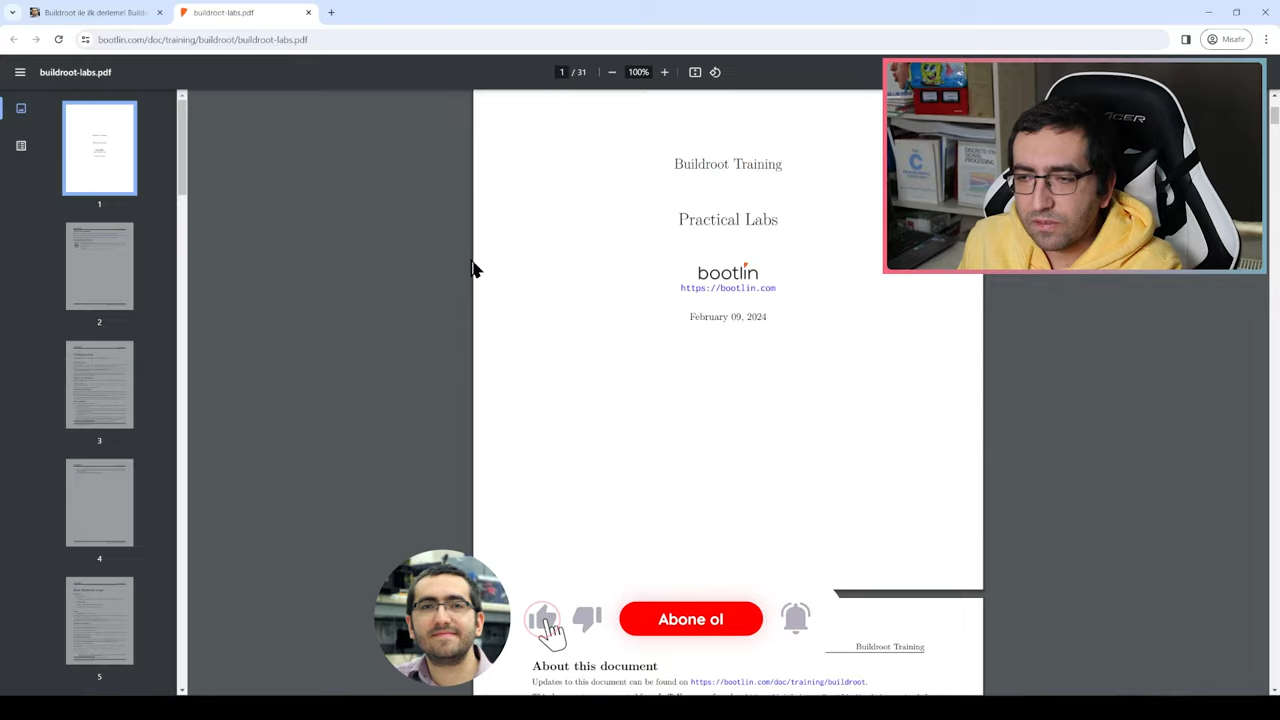 Buildroot ile ilk derleme! Buildr
buildroot-labs.pdf
bootlin.com/doc/training/buildroot/buildroot-labs.pdf
Misafir
buildroot-labs.pdf
1 / 31
100%
1
2
3
4
5
Buildroot Training
Practical Labs
bootlin
https://bootlin.com
February 09, 2024
Buildroot Training
About this document
Updates to this document can be found on https://bootlin.com/doc/training/buildroot.
Abone ol
ACER
C